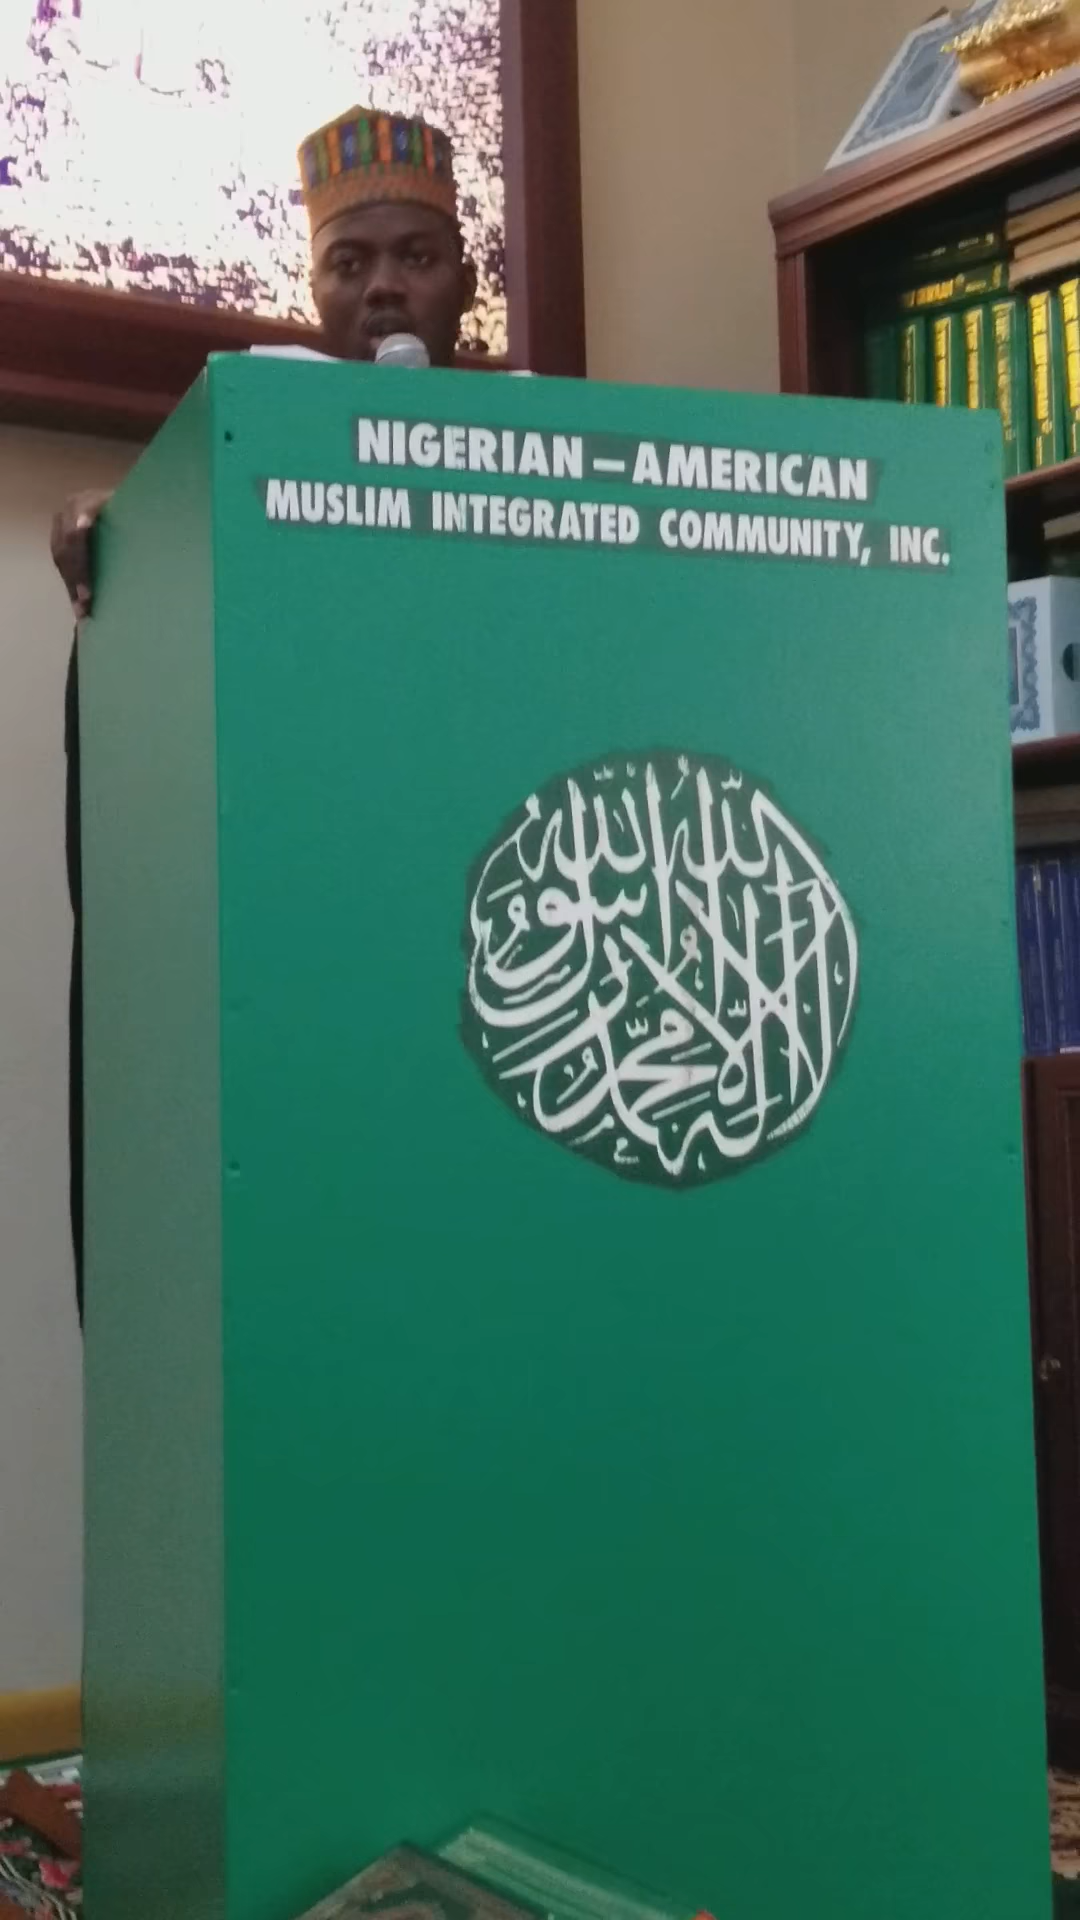 NIGERIAN – AMERICAN
MUSLIM INTEGRATED COMMUNITY, INC.
لا إله إلا الله محمد رسول الله